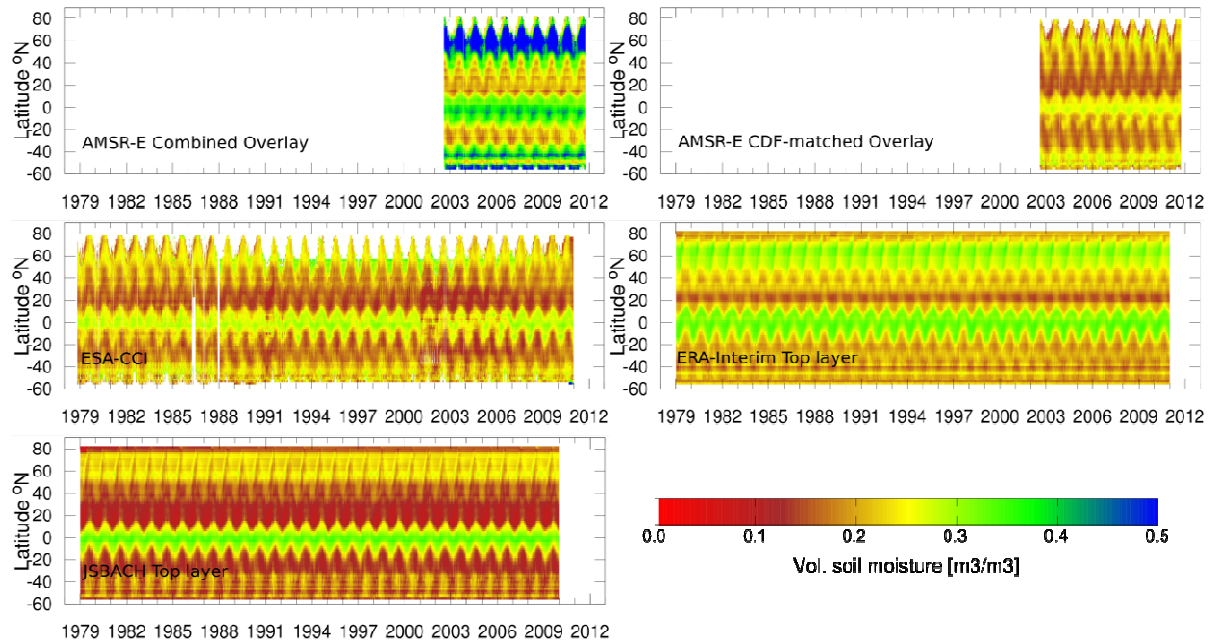 80
60
40
20
0
-20
-40
-60
Latitude ºN
AMSR-E Combined Overlay
1979 1982 1985 1988 1991 1994 1997 2000 2003 2006 2009 2012
80
60
40
20
0
-20
-40
-60
Latitude ºN
AMSR-E CDF-matched Overlay
1979 1982 1985 1988 1991 1994 1997 2000 2003 2006 2009 2012
80
60
40
20
0
-20
-40
-60
Latitude ºN
ESA-CCI
1979 1982 1985 1988 1991 1994 1997 2000 2003 2006 2009 2012
80
60
40
20
0
-20
-40
-60
Latitude ºN
ERA-Interim Top layer
1979 1982 1985 1988 1991 1994 1997 2000 2003 2006 2009 2012
80
60
40
20
0
-20
-40
-60
Latitude ºN
JSBACH Top layer
1979 1982 1985 1988 1991 1994 1997 2000 2003 2006 2009 2012
0.0 0.1 0.2 0.3 0.4 0.5
Vol. soil moisture [m3/m3]